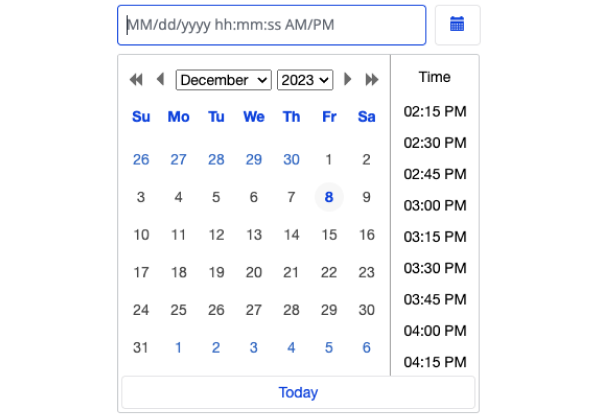 MM/dd/yyyy hh:mm:ss AM/PM
December 2023
Su Mo Tu We Th Fr Sa
26 27 28 29 30 1 2
3 4 5 6 7 8 9
10 11 12 13 14 15 16
17 18 19 20 21 22 23
24 25 26 27 28 29 30
31 1 2 3 4 5 6
Time
02:15 PM
02:30 PM
02:45 PM
03:00 PM
03:15 PM
03:30 PM
03:45 PM
04:00 PM
04:15 PM
Today